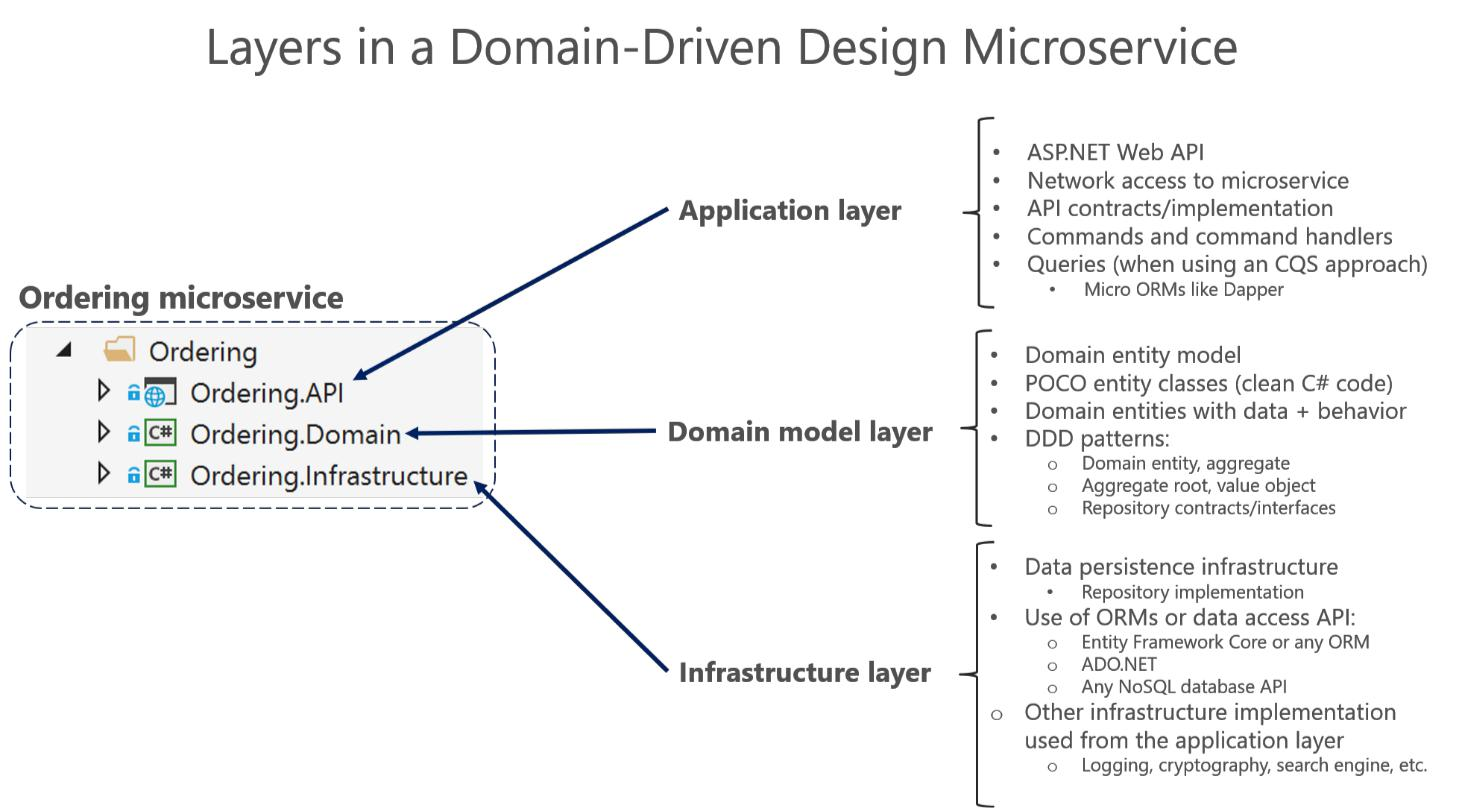 Layers in a Domain-Driven Design Microservice
Ordering microservice
Ordering
Ordering.API
C# Ordering.Domain
C# Ordering.Infrastructure
Application layer
• ASP.NET Web API
• Network access to microservice
• API contracts/implementation
• Commands and command handlers
• Queries (when using an CQS approach)
• Micro ORMs like Dapper
Domain model layer
• Domain entity model
• POCO entity classes (clean C# code)
• Domain entities with data + behavior
• DDD patterns:
o Domain entity, aggregate
o Aggregate root, value object
o Repository contracts/interfaces
Infrastructure layer
• Data persistence infrastructure
• Repository implementation
• Use of ORMs or data access API:
o Entity Framework Core or any ORM
o ADO.NET
o Any NoSQL database API
o Other infrastructure implementation
used from the application layer
o Logging, cryptography, search engine, etc.